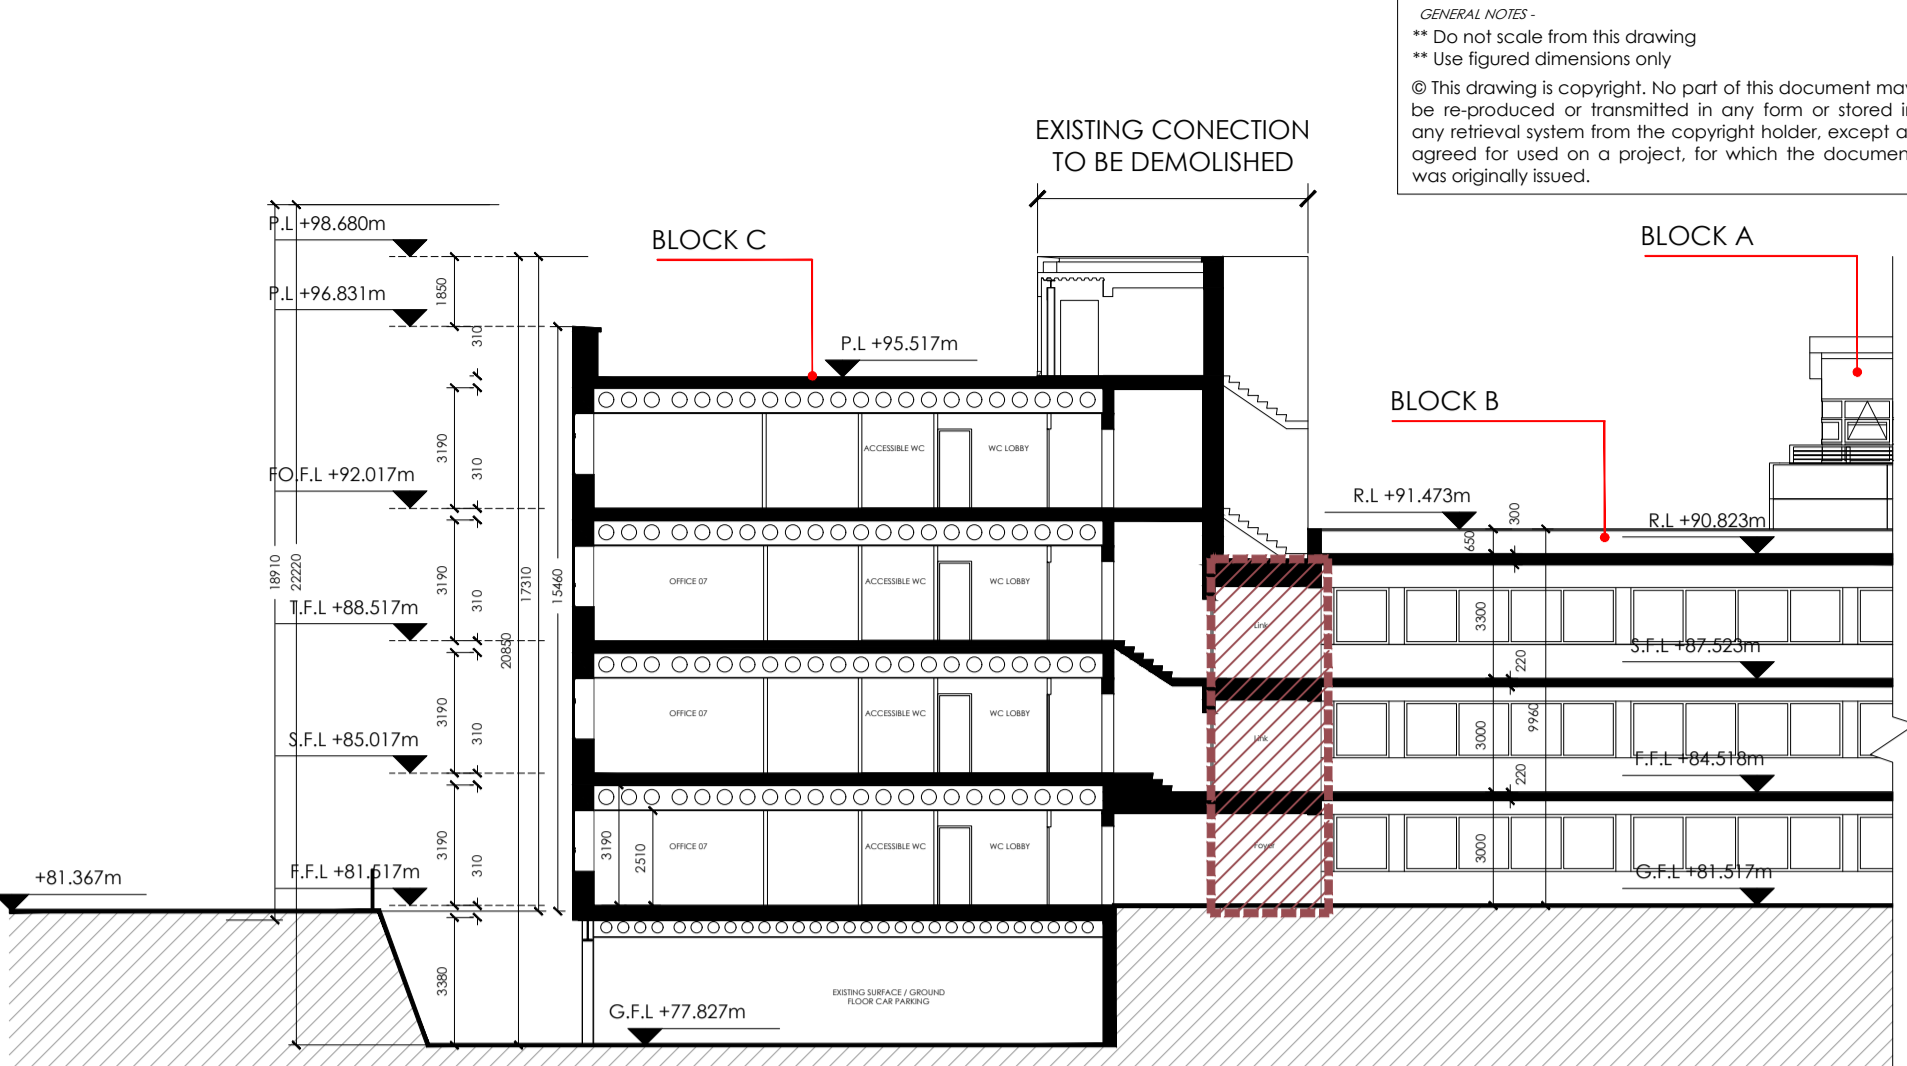 GENERAL NOTES -
** Do not scale from this drawing
** Use figured dimensions only
© This drawing is copyright. No part of this document may
be re-produced or transmitted in any form or stored in
any retrieval system from the copyright holder, except a
agreed for used on a project, for which the document
was originally issued.
EXISTING CONECTION
TO BE DEMOLISHED
BLOCK C
BLOCK A
BLOCK B
P.L +98.680m
P.L +96.831m
P.L +95.517m
FO.F.L +92.017m
T.F.L +88.517m
S.F.L +85.017m
F.F.L +81.517m
+81.367m
G.F.L +77.827m
R.L +91.473m
R.L +90.823m
S.F.L +87.523m
F.F.L +84.518m
G.F.L +81.517m
18910
22220
1850
310
3190
310
3190
310
3190
310
3190
310
3380
20850
17310
15460
3190
2510
ACCESSIBLE WC
WC LOBBY
OFFICE 07
ACCESSIBLE WC
WC LOBBY
OFFICE 07
ACCESSIBLE WC
WC LOBBY
OFFICE 07
ACCESSIBLE WC
WC LOBBY
EXISTING SURFACE / GROUND
FLOOR CAR PARKING
Link
Link
Foyer
650
300
3300
220
3000
9960
220
3000